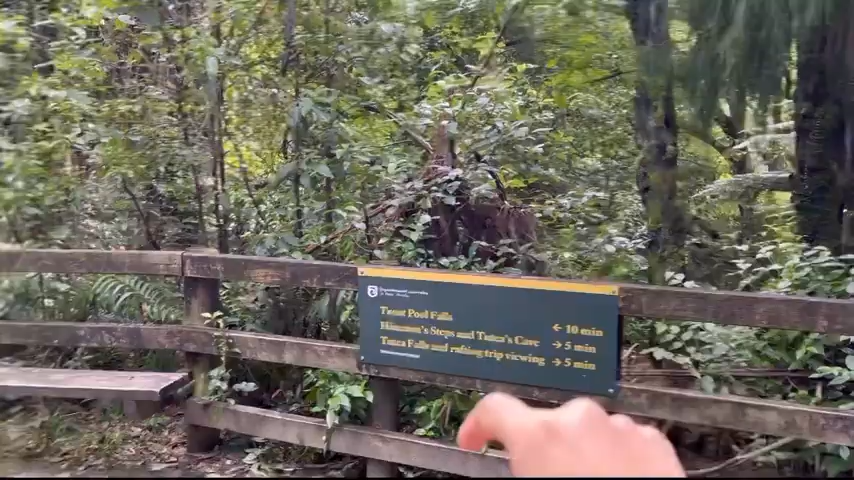 Trout Pool Falls ← 10 min
Hinemoa's Steps and Tutea's Cave → 5 min
Tutea Falls and rafting trip viewing → 5 min